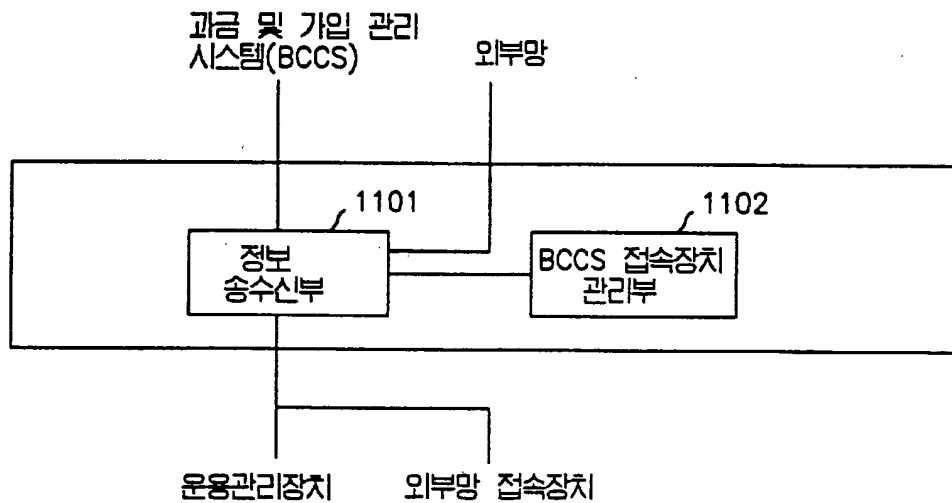 과금 및 가입 관리
시스템(BCCS)
외부망
1101
1102
정보
송수신부
BCCS 접속장치
관리부
운용관리장치
외부망 접속장치